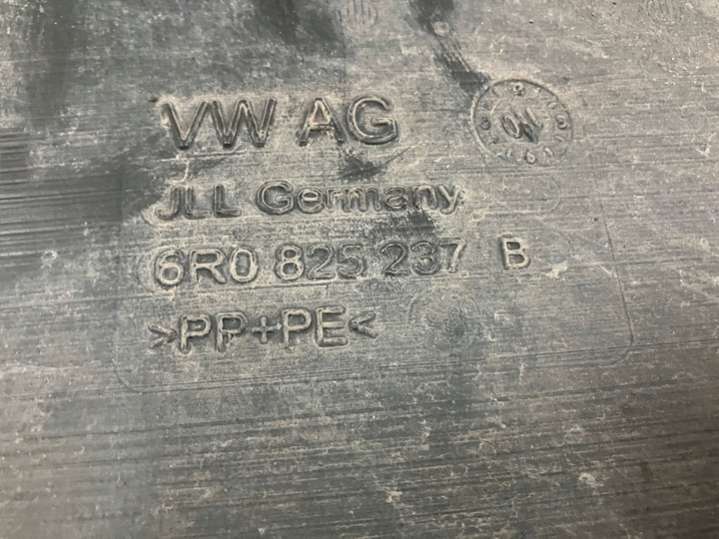 VW AG
JLL Germany
6R0 825 237 B
>PP+PE<